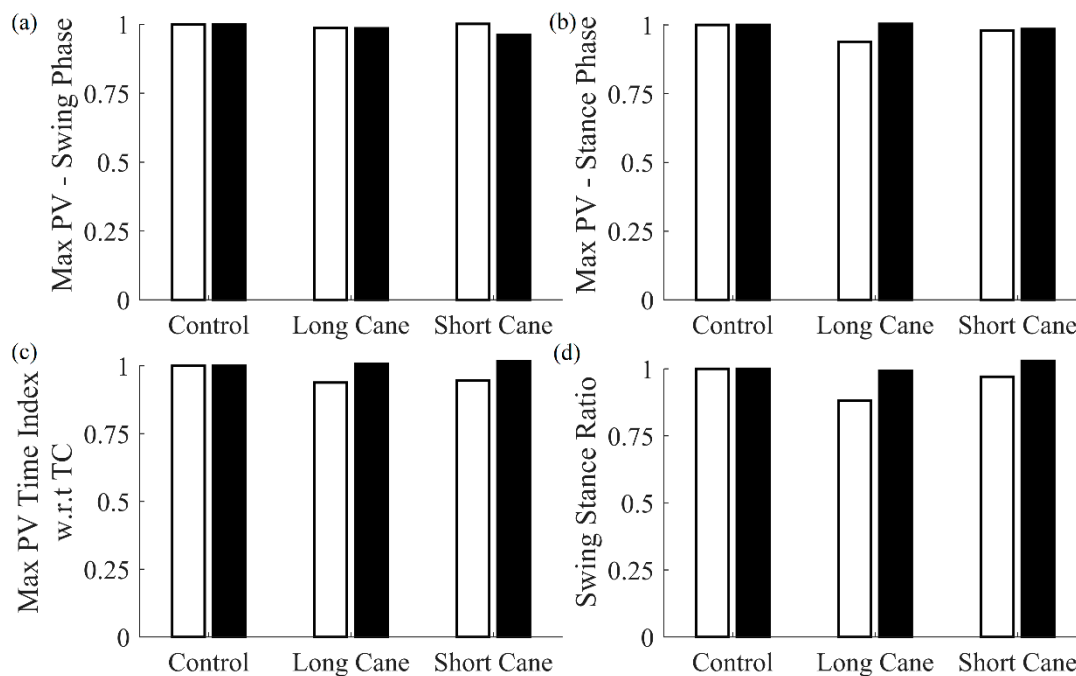 (a)
Max PV - Swing Phase
1
0.75
0.5
0.25
0
Control Long Cane Short Cane
(b)
Max PV - Stance Phase
1
0.75
0.5
0.25
0
Control Long Cane Short Cane
(c)
Max PV Time Index
w.r.t TC
1
0.75
0.5
0.25
0
Control Long Cane Short Cane
(d)
Swing Stance Ratio
1
0.75
0.5
0.25
0
Control Long Cane Short Cane